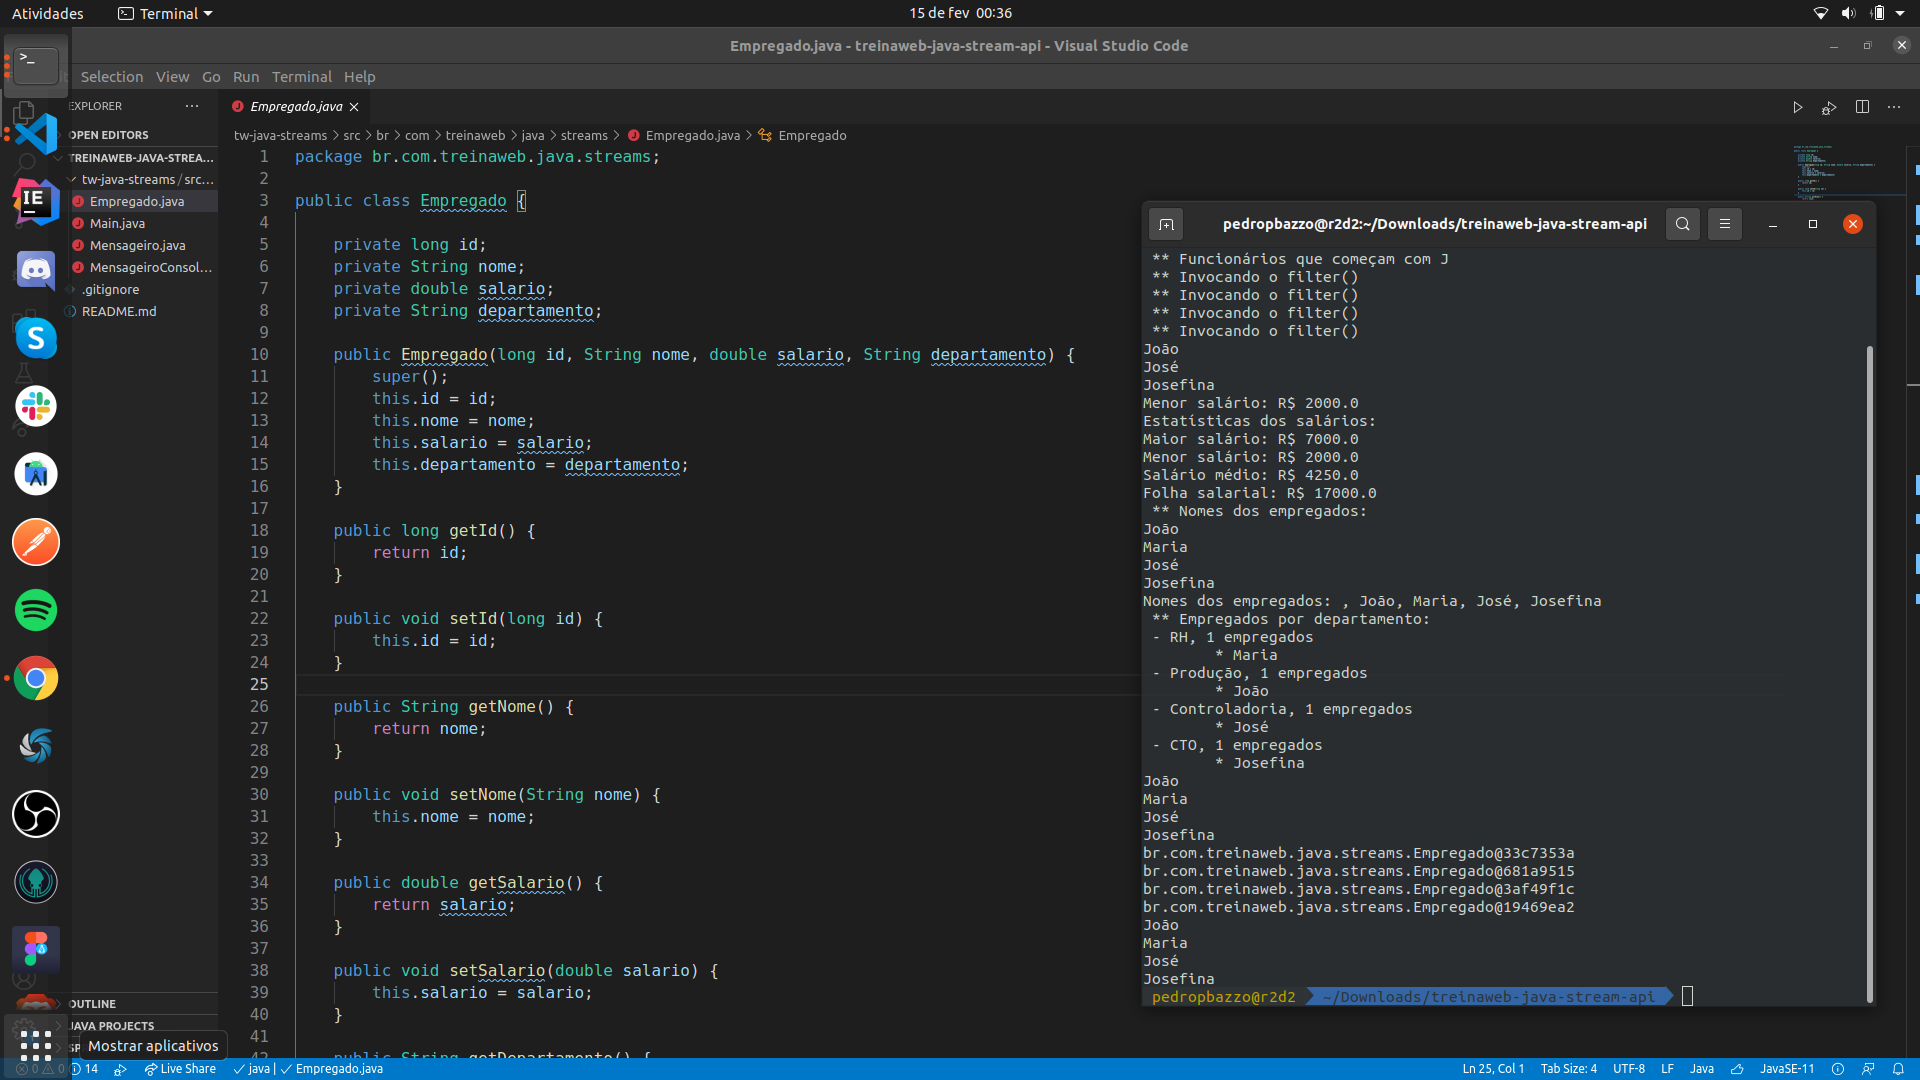 Atividades
Terminal
15 de fev 00:36
Empregado.java - treinaweb-java-stream-api - Visual Studio Code
Selection View Go Run Terminal Help
EXPLORER
OPEN EDITORS
TREINAWEB-JAVA-STREA...
tw-java-streams / src...
Empregado.java
Main.java
Mensageiro.java
MensageiroConsol...
.gitignore
README.md
OUTLINE
JAVA PROJECTS
Mostrar aplicativos
Empregado.java
tw-java-streams > src > br > com > treinaweb > java > streams > Empregado.java > Empregado
1 package br.com.treinaweb.java.streams;
2
3 public class Empregado {
4
5 private long id;
6 private String nome;
7 private double salario;
8 private String departamento;
9
10 public Empregado(long id, String nome, double salario, String departamento) {
11 super();
12 this.id = id;
13 this.nome = nome;
14 this.salario = salario;
15 this.departamento = departamento;
16 }
17
18 public long getId() {
19 return id;
20 }
21
22 public void setId(long id) {
23 this.id = id;
24 }
25
26 public String getNome() {
27 return nome;
28 }
29
30 public void setNome(String nome) {
31 this.nome = nome;
32 }
33
34 public double getSalario() {
35 return salario;
36 }
37
38 public void setSalario(double salario) {
39 this.salario = salario;
40 }
41
42 public String getDepartamento() {
pedropbazzo@r2d2:~/Downloads/treinaweb-java-stream-api
** Funcionários que começam com J
** Invocando o filter()
** Invocando o filter()
** Invocando o filter()
** Invocando o filter()
João
José
Josefina
Menor salário: R$ 2000.0
Estatísticas dos salários:
Maior salário: R$ 7000.0
Menor salário: R$ 2000.0
Salário médio: R$ 4250.0
Folha salarial: R$ 17000.0
** Nomes dos empregados:
João
Maria
José
Josefina
Nomes dos empregados: , João, Maria, José, Josefina
** Empregados por departamento:
- RH, 1 empregados
* Maria
- Produção, 1 empregados
* João
- Controladoria, 1 empregados
* José
- CTO, 1 empregados
* Josefina
João
Maria
José
Josefina
br.com.treinaweb.java.streams.Empregado@33c7353a
br.com.treinaweb.java.streams.Empregado@681a9515
br.com.treinaweb.java.streams.Empregado@3af49f1c
br.com.treinaweb.java.streams.Empregado@19469ea2
João
Maria
José
Josefina
pedropbazzo@r2d2 ~/Downloads/treinaweb-java-stream-api
0 0 14 Live Share java | Empregado.java Ln 25, Col 1 Tab Size: 4 UTF-8 LF Java JavaSE-11